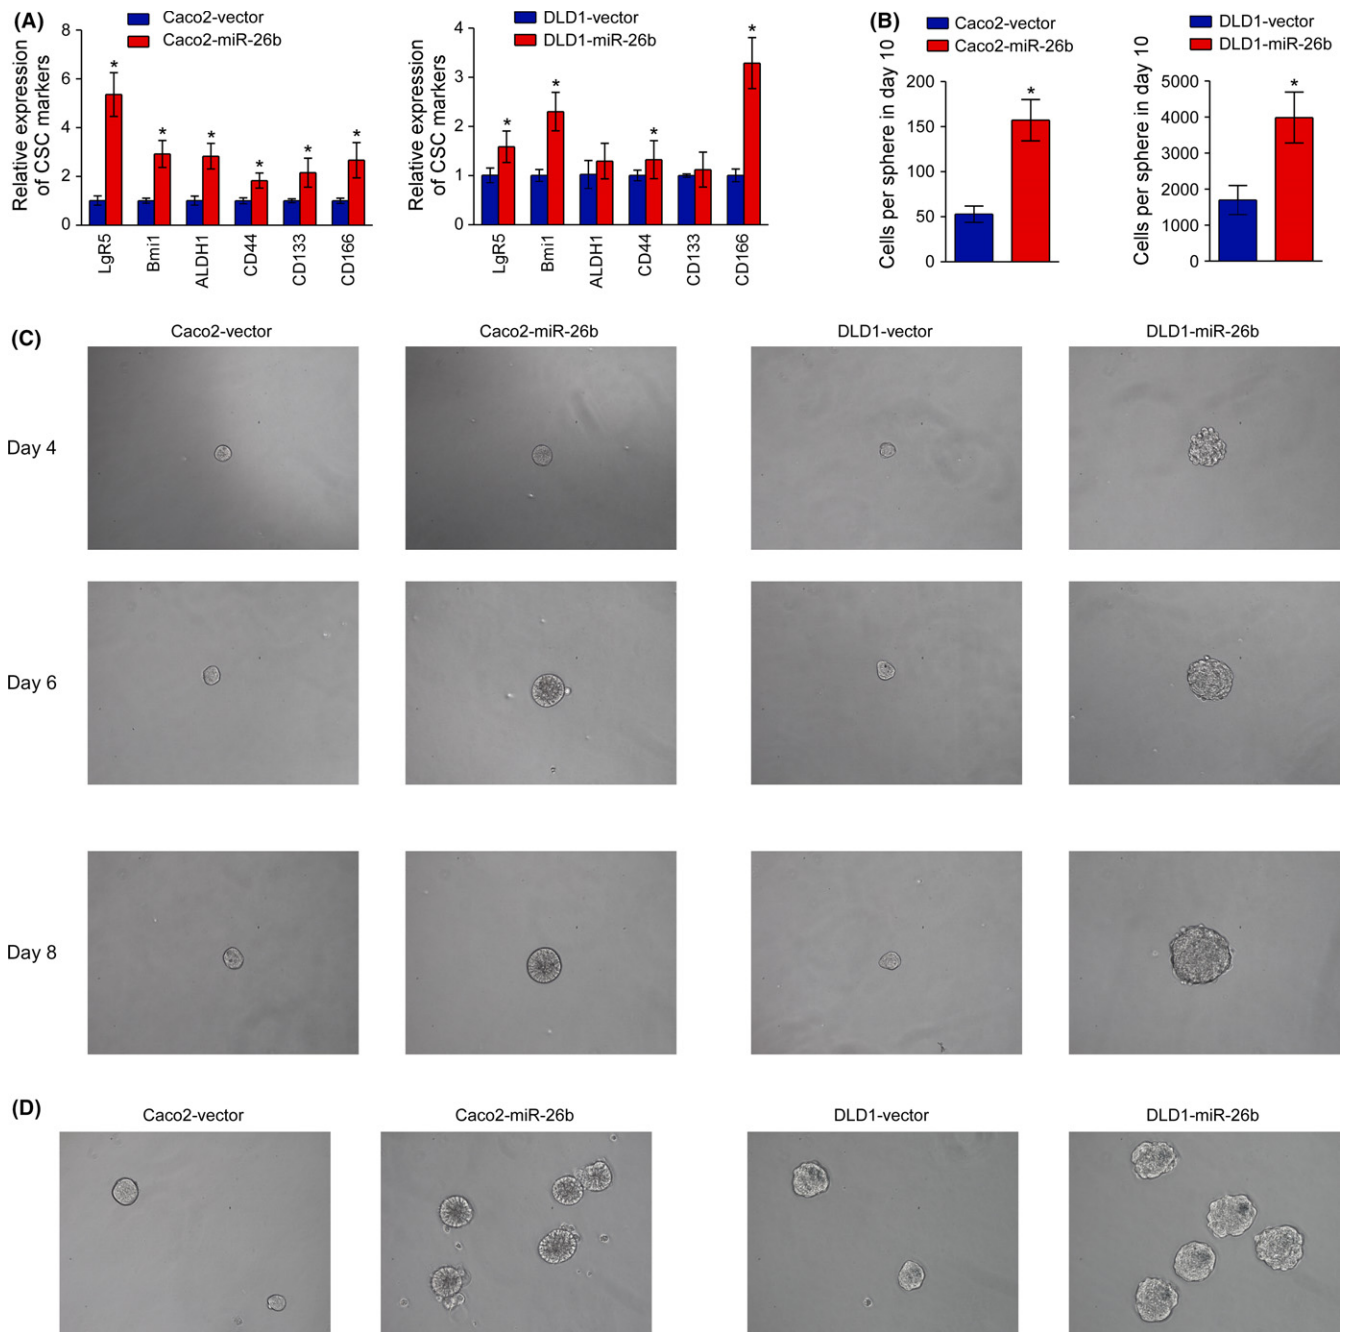 (A)
Caco2-vector
Caco2-miR-26b
Relative expression
of CSC markers
8
6
4
2
0
* * * * * *
LgR5 Bmi1 ALDH1 CD44 CD133 CD166
DLD1-vector
DLD1-miR-26b
Relative expression
of CSC markers
4
3
2
1
0
* * * *
LgR5 Bmi1 ALDH1 CD44 CD133 CD166
(B)
Caco2-vector
Caco2-miR-26b
Cells per sphere in day 10
200
150
100
50
0
*
DLD1-vector
DLD1-miR-26b
Cells per sphere in day 10
5000
4000
3000
2000
1000
0
*
(C)
Caco2-vector Caco2-miR-26b DLD1-vector DLD1-miR-26b
Day 4
Day 6
Day 8
(D)
Caco2-vector Caco2-miR-26b DLD1-vector DLD1-miR-26b